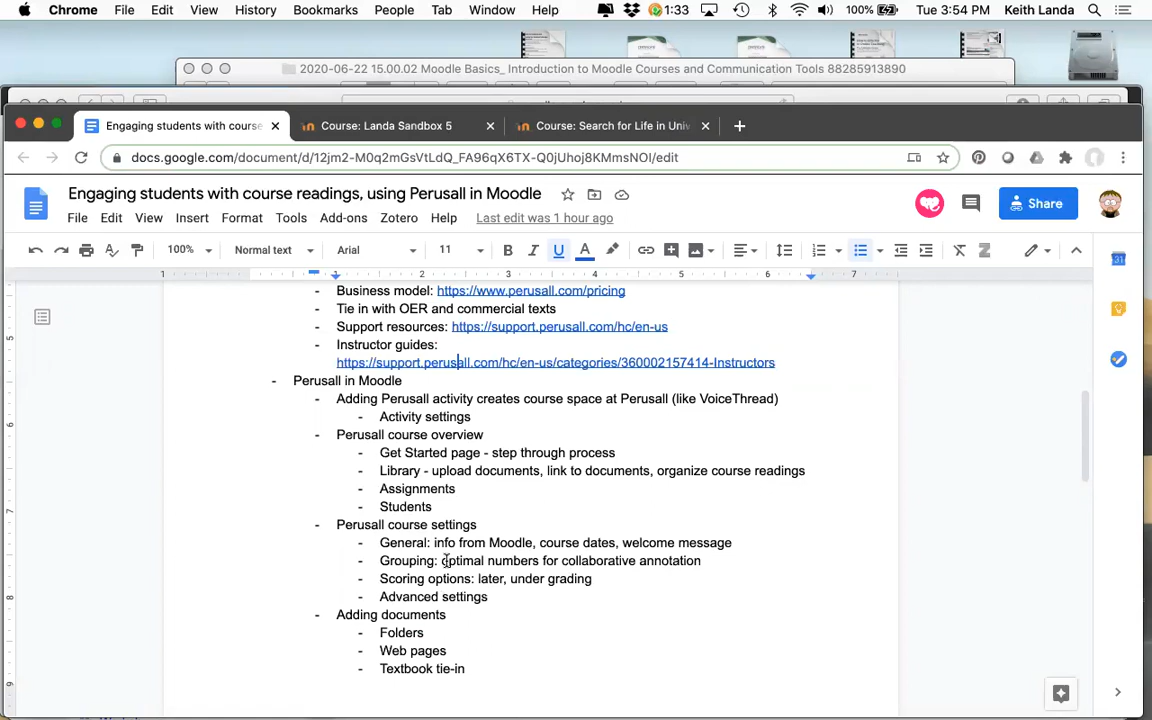 Chrome File Edit View History Bookmarks People Tab Window Help 1:33 100% Tue 3:54 PM Keith Landa
2020-06-22 15.00.02 Moodle Basics_ Introduction to Moodle Courses and Communication Tools 88285913890
Engaging students with course Course: Landa Sandbox 5 Course: Search for Life in Univ
docs.google.com/document/d/12jm2-M0q2mGsVtLdQ_FA96qX6TX-Q0jUhoj8KMmsNOI/edit
Engaging students with course readings, using Perusall in Moodle
Share
File Edit View Insert Format Tools Add-ons Zotero Help Last edit was 1 hour ago
100% Normal text Arial 11 B I U A Z
1 1 2 3 4 5 6 7
- Business model: https://www.perusall.com/pricing
- Tie in with OER and commercial texts
- Support resources: https://support.perusall.com/hc/en-us
- Instructor guides:
https://support.perusall.com/hc/en-us/categories/360002157414-Instructors
- Perusall in Moodle
- Adding Perusall activity creates course space at Perusall (like VoiceThread)
- Activity settings
- Perusall course overview
- Get Started page - step through process
- Library - upload documents, link to documents, organize course readings
- Assignments
- Students
- Perusall course settings
- General: info from Moodle, course dates, welcome message
- Grouping: optimal numbers for collaborative annotation
- Scoring options: later, under grading
- Advanced settings
- Adding documents
- Folders
- Web pages
- Textbook tie-in